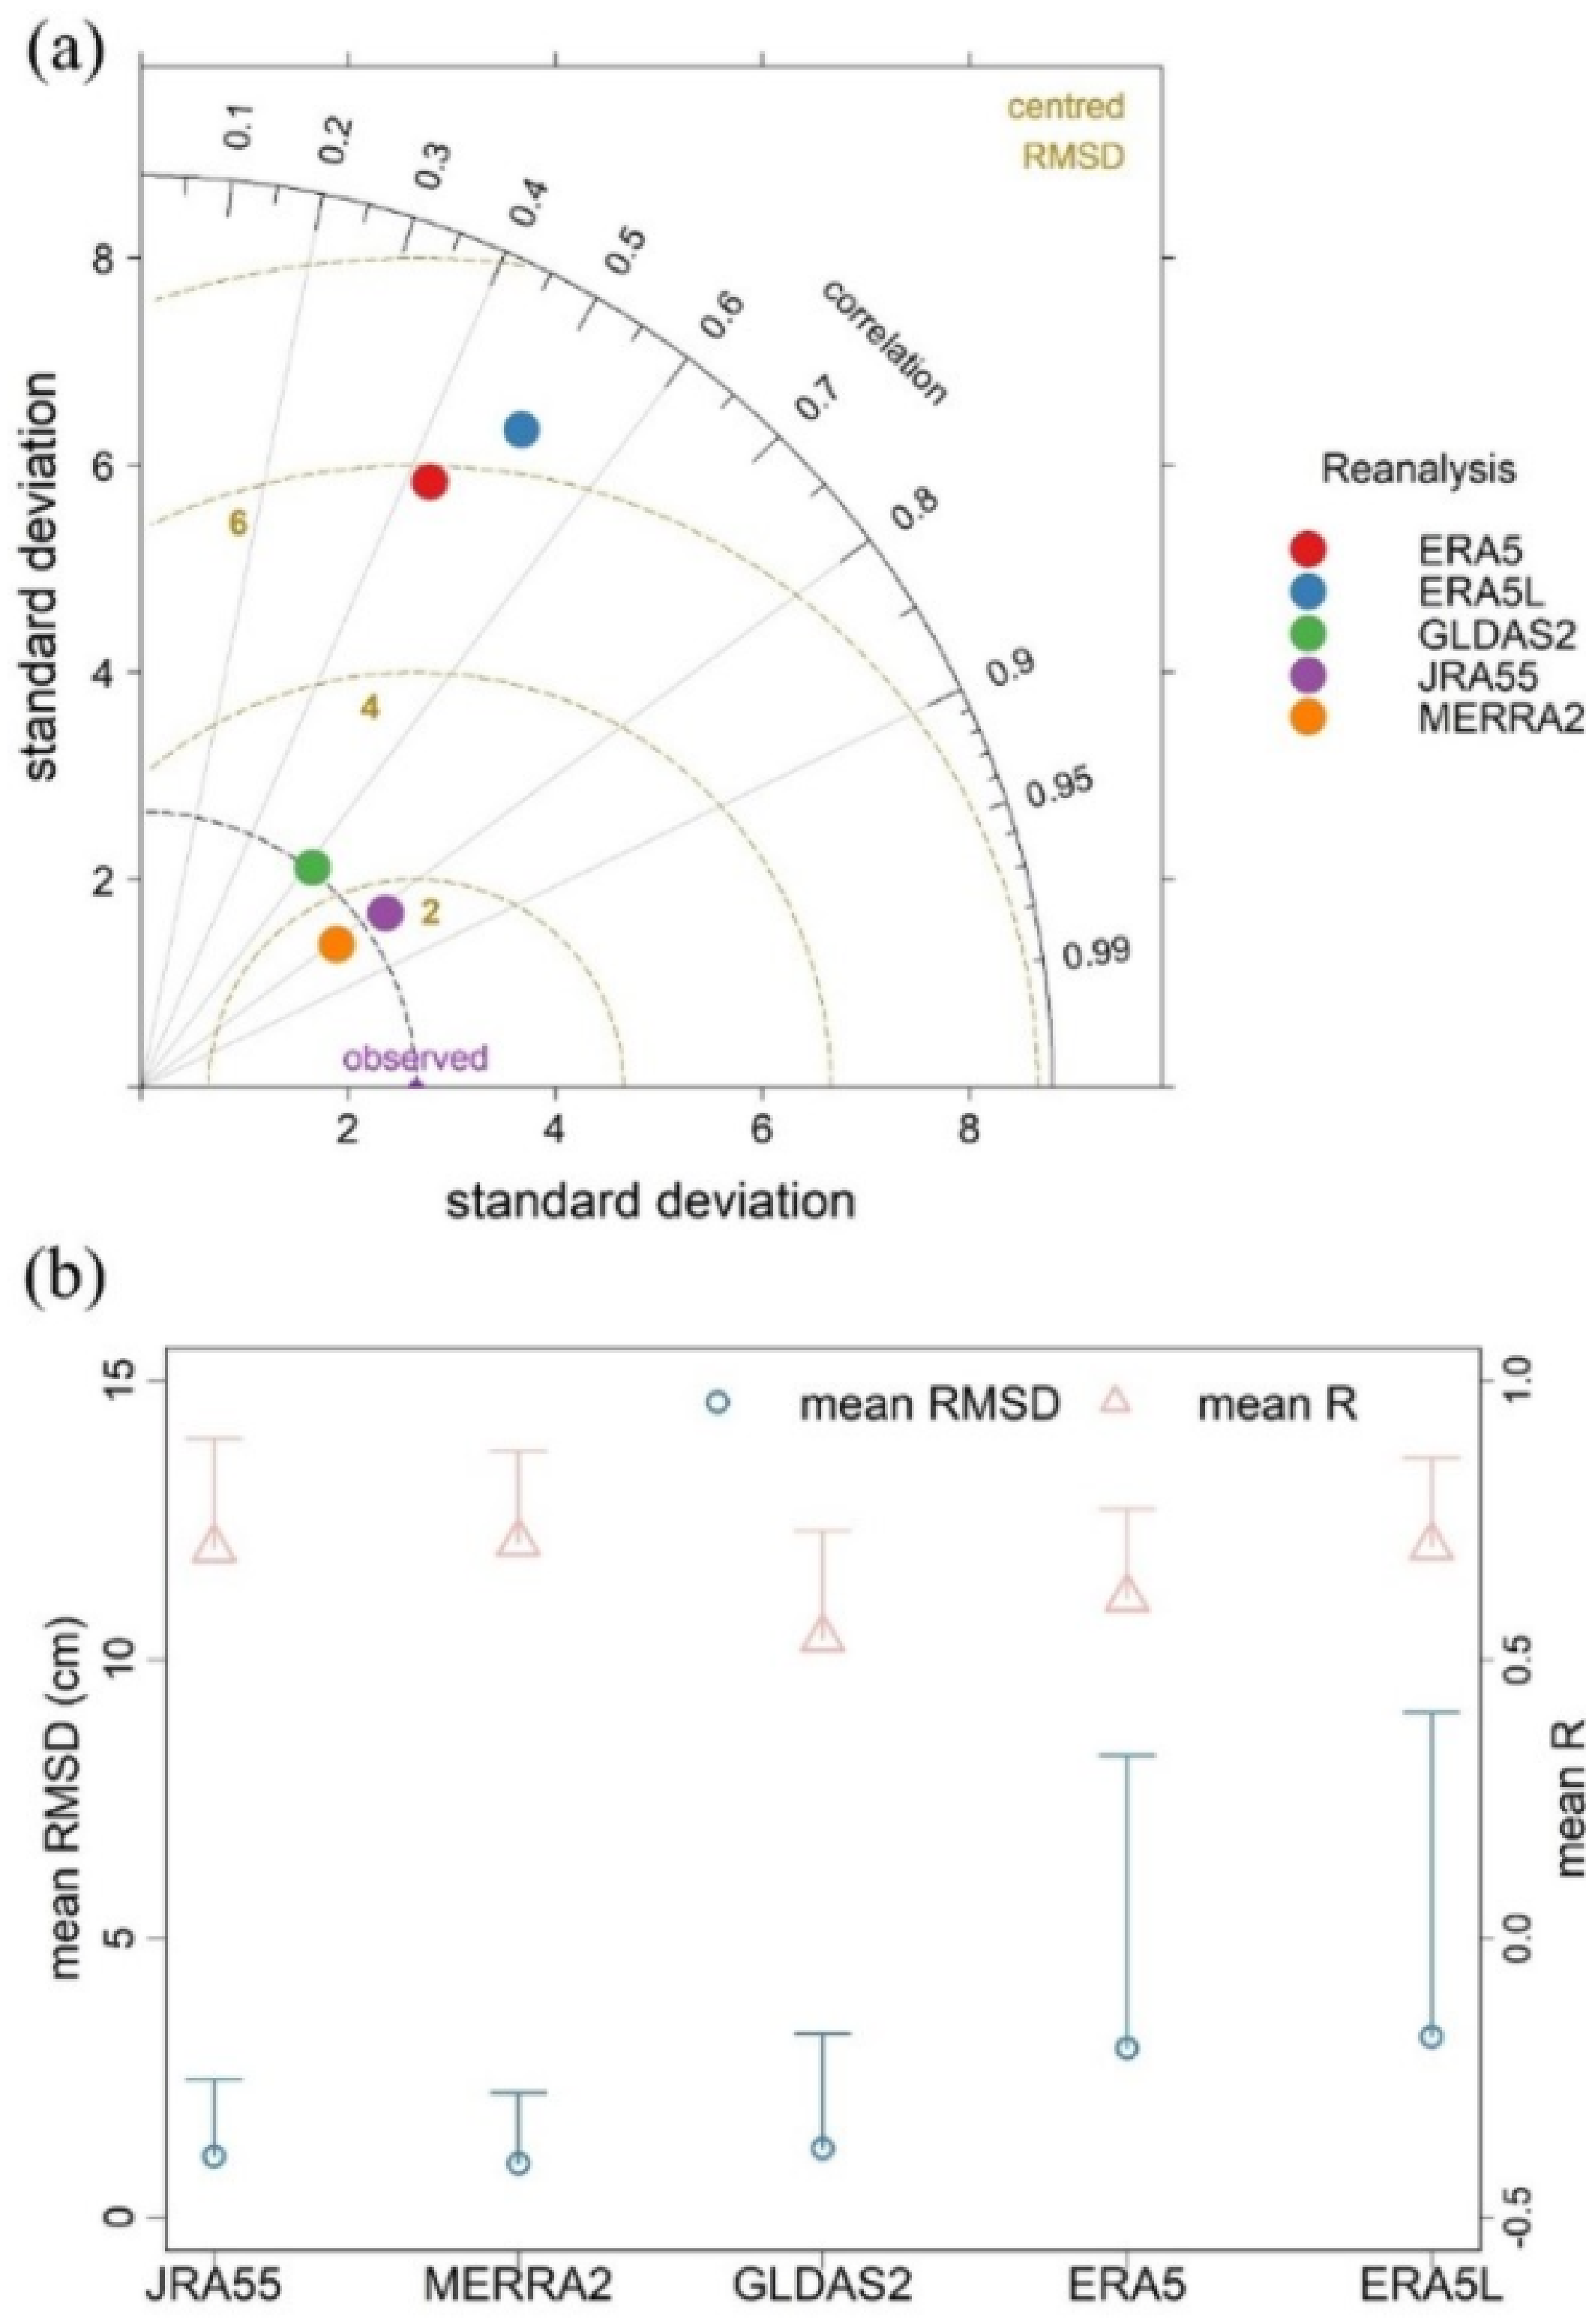 (a)
centred
RMSD
0.1
0.2
0.3
0.4
0.5
0.6
0.7
0.8
0.9
0.95
0.99
correlation
8
6
4
2
standard deviation
6
4
2
observed
2
4
6
8
standard deviation
Reanalysis
ERA5
ERA5L
GLDAS2
JRA55
MERRA2
(b)
mean RMSD
mean R
15
10
5
0
mean RMSD (cm)
1.0
0.5
0.0
-0.5
mean R
JRA55
MERRA2
GLDAS2
ERA5
ERA5L